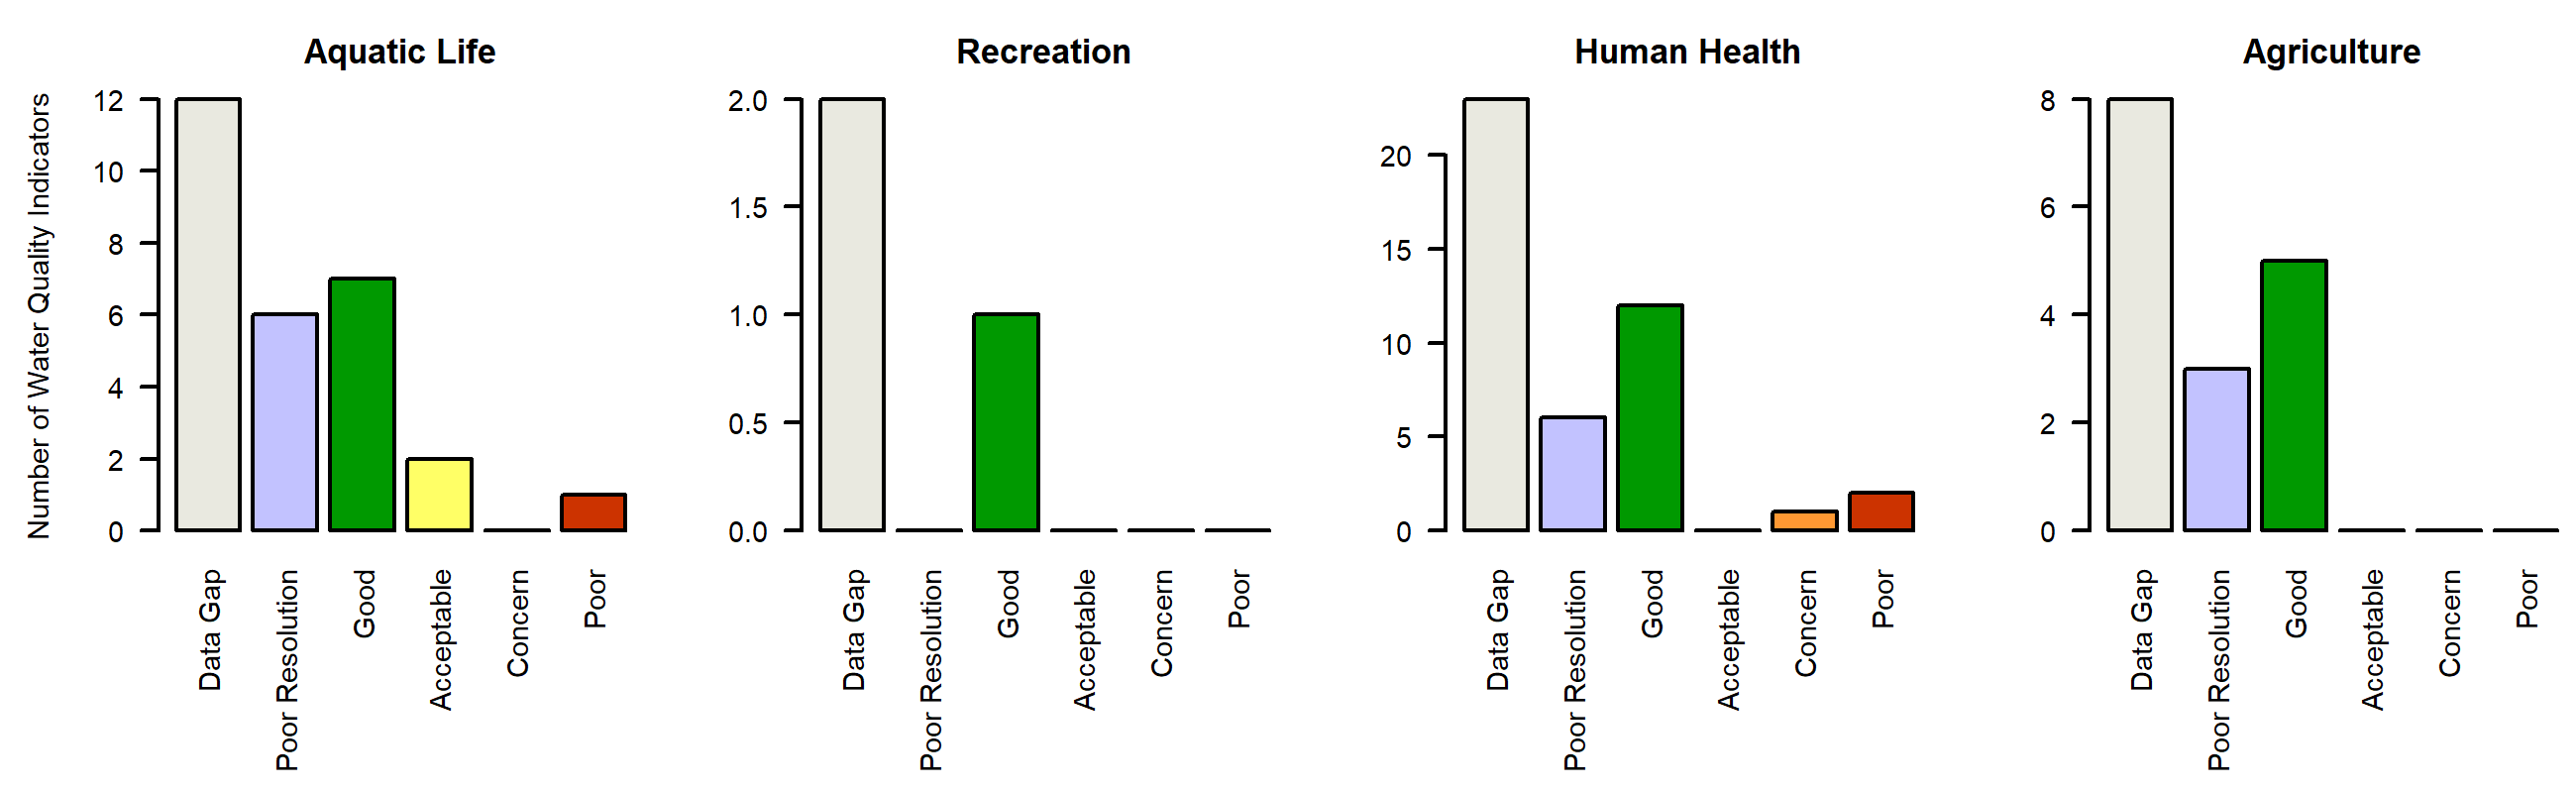 Aquatic Life
Number of Water Quality Indicators
12
10
8
6
4
2
0
Data Gap
Poor Resolution
Good
Acceptable
Concern
Poor
Recreation
2.0
1.5
1.0
0.5
0.0
Data Gap
Poor Resolution
Good
Acceptable
Concern
Poor
Human Health
20
15
10
5
0
Data Gap
Poor Resolution
Good
Acceptable
Concern
Poor
Agriculture
8
6
4
2
0
Data Gap
Poor Resolution
Good
Acceptable
Concern
Poor